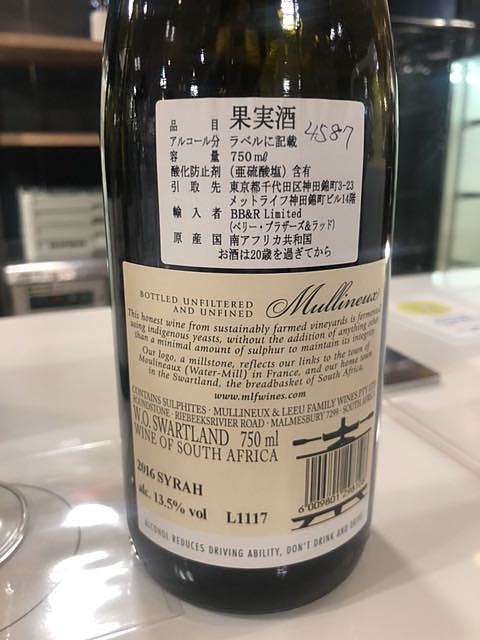 品目 果実酒 4587
アルコール分 ラベルに記載
容量 750㎖
酸化防止剤 (亜硫酸塩) 含有
引取先 東京都千代田区神田錦町3-23
メットライフ神田錦町ビル14階
輸入者 BB&R Limited
(ベリー・ブラザーズ&ラッド)
原産国 南アフリカ共和国
お酒は20歳を過ぎてから
BOTTLED UNFILTERED
AND UNFINED
Mullineux
This honest wine from sustainably farmed vineyards is fermented
using indigenous yeasts, without the addition of anything other
than a minimal amount of sulphur to maintain its integrity.
Our logo, a millstone, reflects our links to the town of
Moulineaux (Water-Mill) in France, and our home town
in the Swartland, the breadbasket of South Africa.
www.mlfwines.com
CONTAINS SULPHITES · MULLINEUX & LEEU FAMILY WINES PTY LTD
ROUNDSTONE · RIEBEEKSRIVIER ROAD · MALMESBURY 7299 · SOUTH AFRICA
W.O. SWARTLAND 750 ml
WINE OF SOUTH AFRICA
2016 SYRAH
alc. 13.5% vol L1117
ALCOHOL REDUCES DRIVING ABILITY, DON'T DRINK AND DRIVE